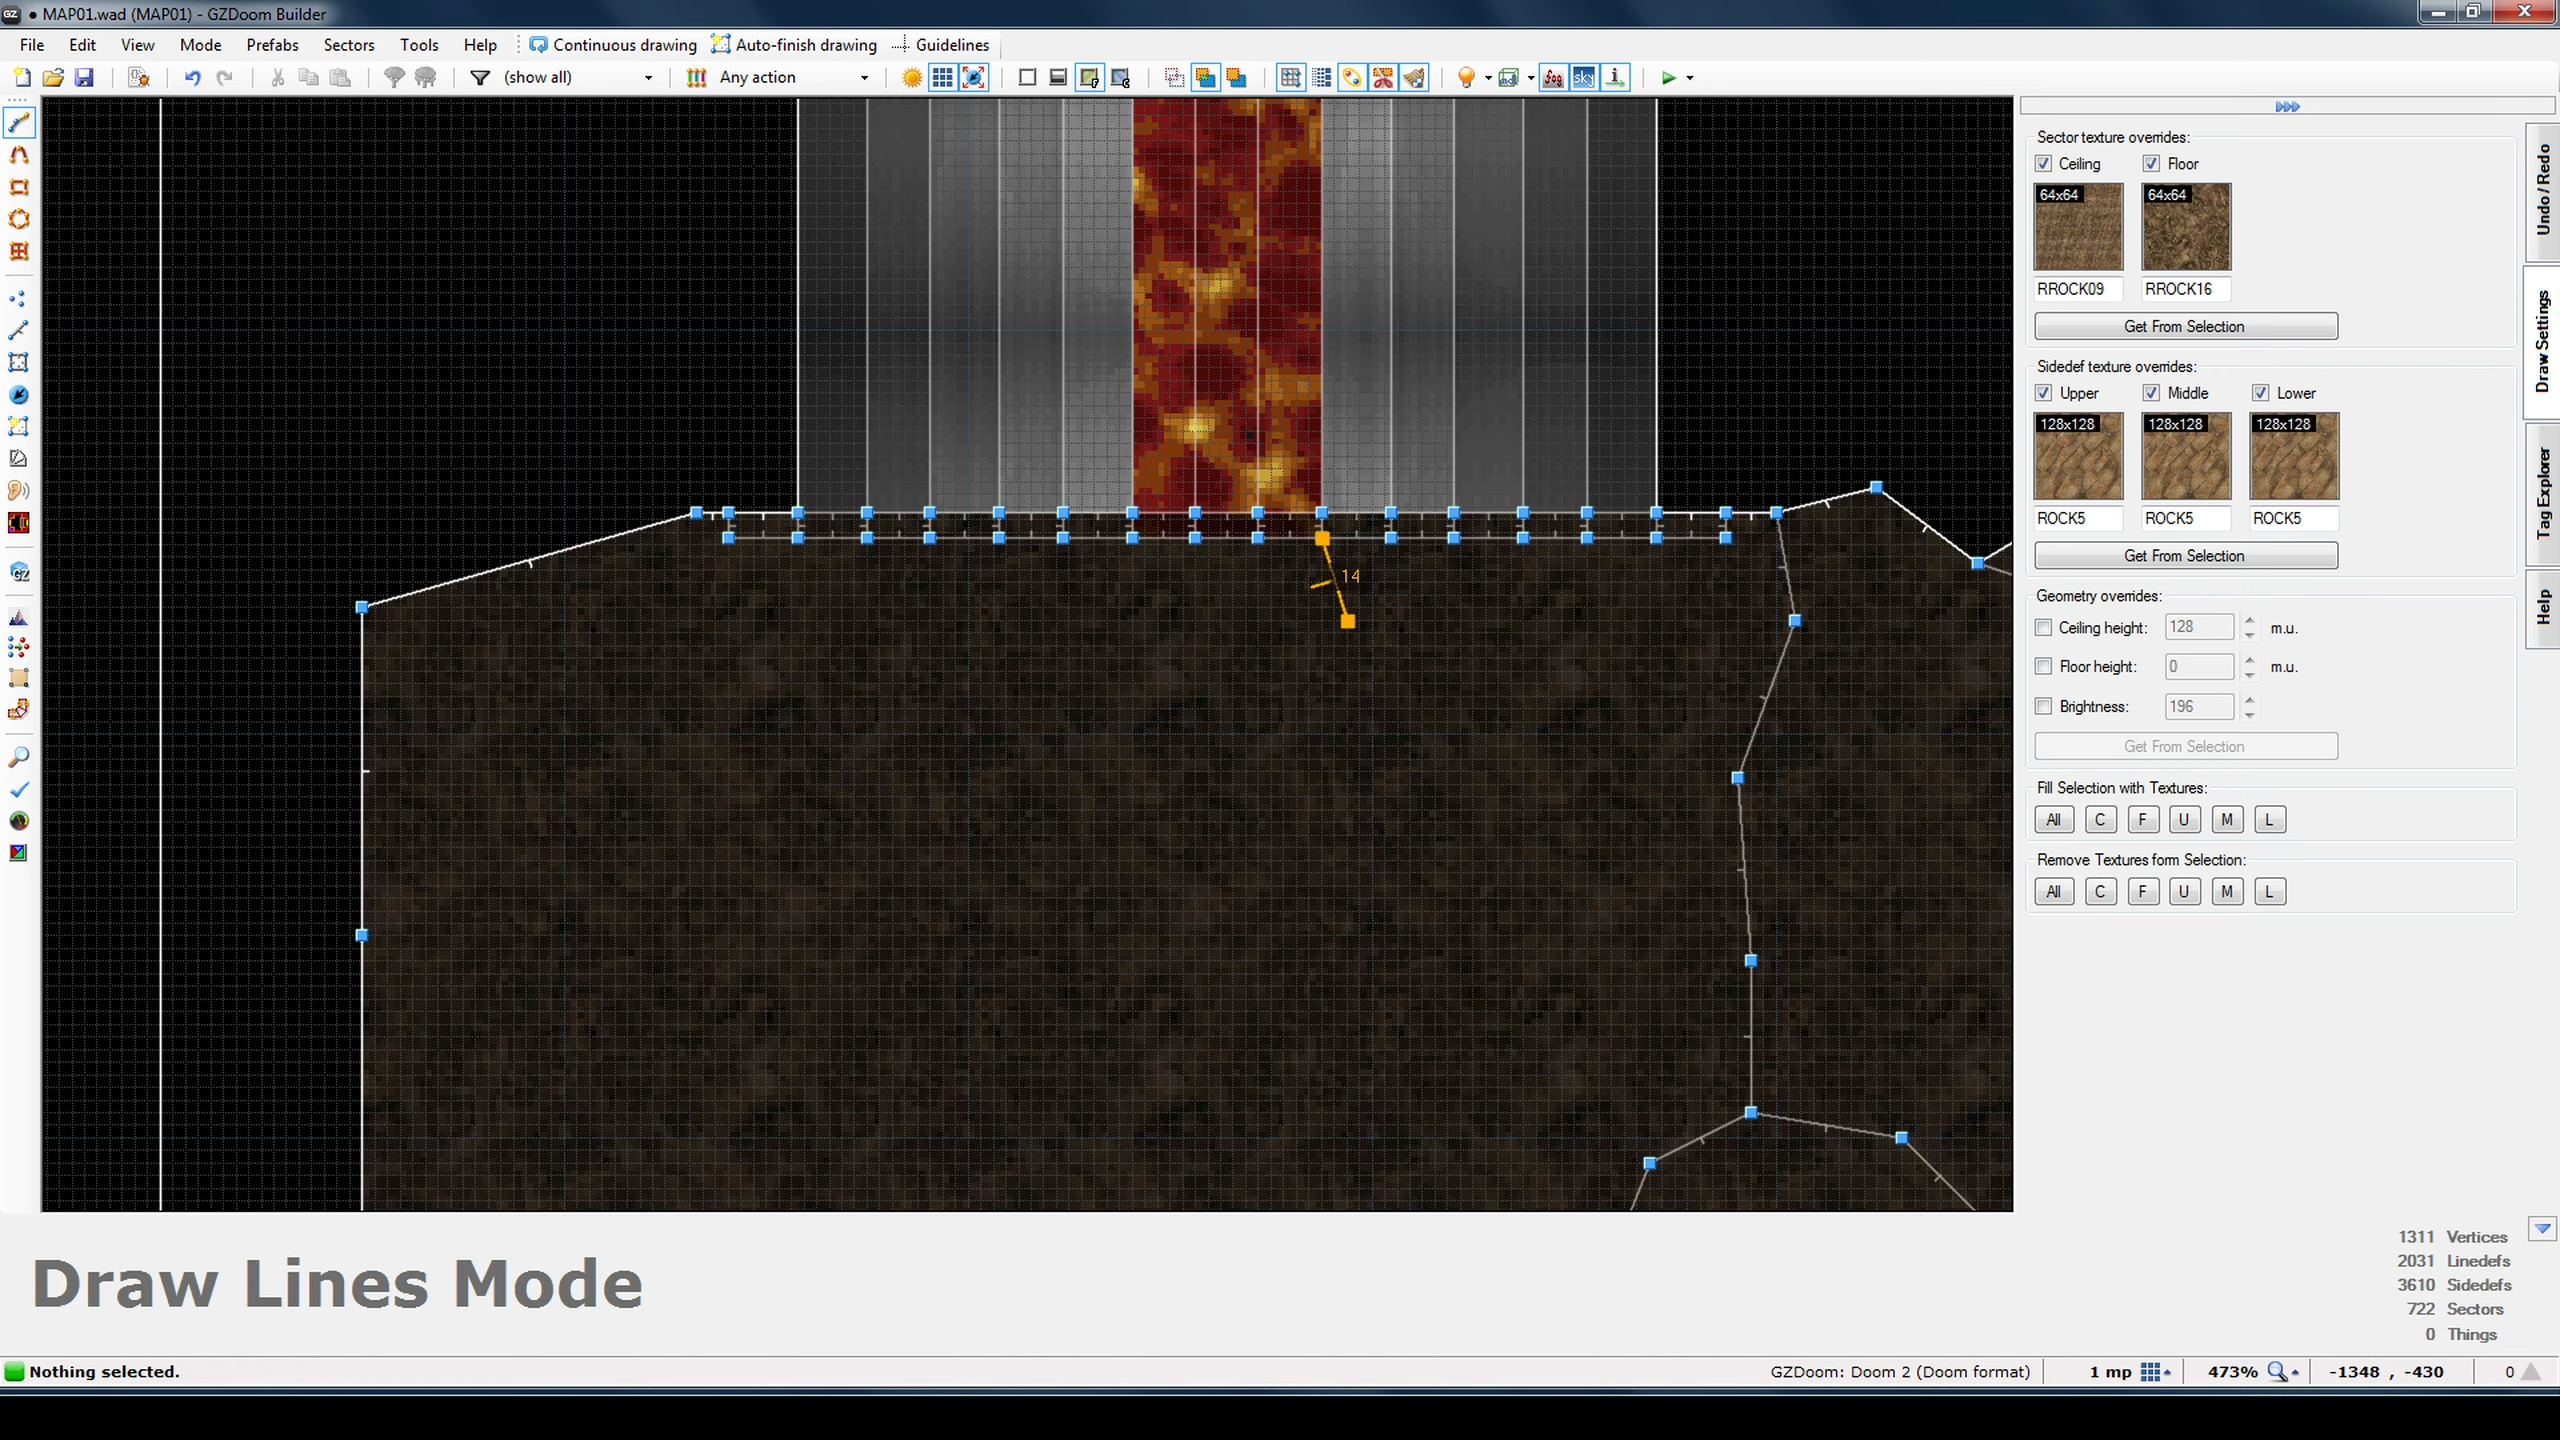 GZ • MAP01.wad (MAP01) - GZDoom Builder
File Edit View Mode Prefabs Sectors Tools Help Continuous drawing Auto-finish drawing Guidelines
(show all) Any action fog sky
Sector texture overrides:
Ceiling Floor
64x64 64x64
RROCK09 RROCK16
Get From Selection
Sidedef texture overrides:
Upper Middle Lower
128x128 128x128 128x128
ROCK5 ROCK5 ROCK5
Get From Selection
Geometry overrides:
Ceiling height: 128 m.u.
Floor height: 0 m.u.
Brightness: 196
Get From Selection
Fill Selection with Textures:
All C F U M L
Remove Textures form Selection:
All C F U M L
Undo / Redo
Draw Settings
Tag Explorer
Help
14
GZ
Draw Lines Mode
1311 Vertices
2031 Linedefs
3610 Sidedefs
722 Sectors
0 Things
Nothing selected.
GZDoom: Doom 2 (Doom format) 1 mp 473% -1348 , -430 0